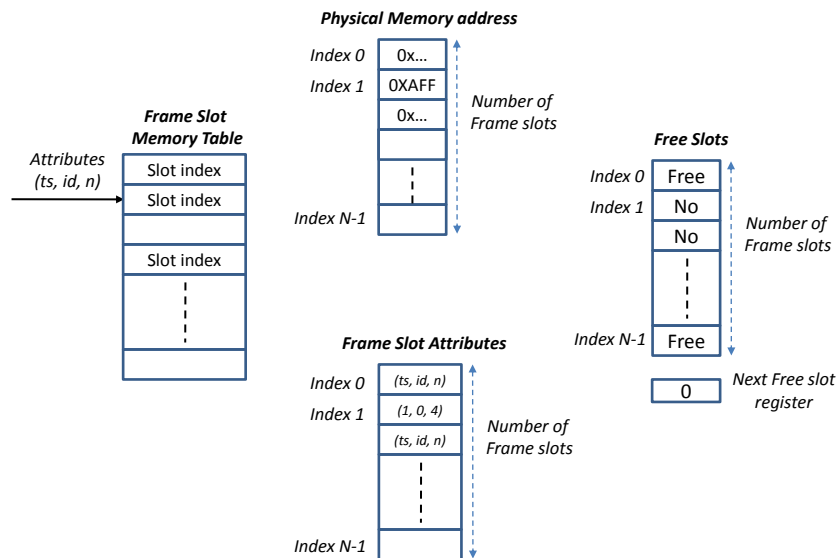 Physical Memory address
Index 0
0x...
Index 1
0XAFF
0x...
Index N-1
Number of
Frame slots
Frame Slot
Memory Table
Attributes
(ts, id, n)
Slot index
Slot index
Slot index
Free Slots
Index 0
Free
Index 1
No
No
Index N-1
Free
Number of
Frame slots
0
Next Free slot
register
Frame Slot Attributes
Index 0
(ts, id, n)
Index 1
(1, 0, 4)
(ts, id, n)
Index N-1
Number of
Frame slots